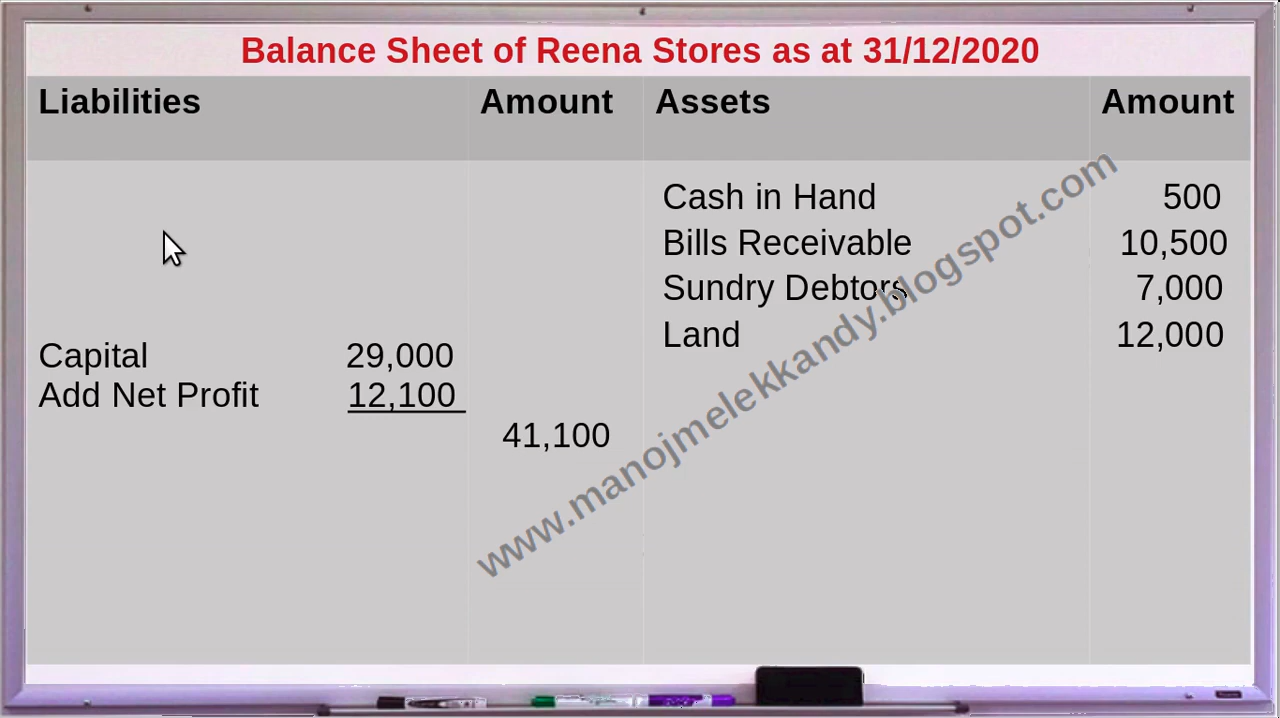 Balance Sheet of Reena Stores as at 31/12/2020
Liabilities Amount Assets Amount
Cash in Hand 500
Bills Receivable 10,500
Sundry Debtors 7,000
Land 12,000
Capital 29,000
Add Net Profit 12,100
41,100
www.manojmelekkandy.blogspot.com